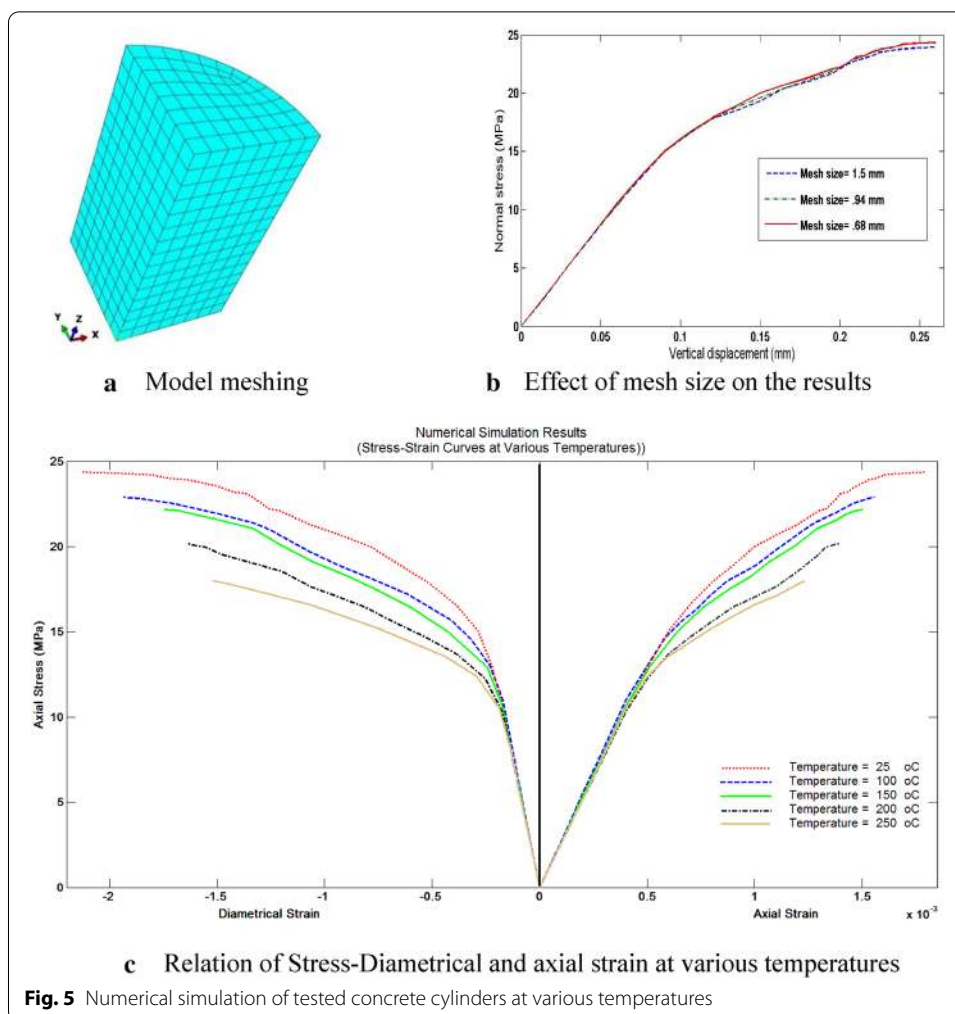 Y
Z
X
a Model meshing
25
20
15
10
5
0
Normal stress (MPa)
Mesh size= 1.5 mm
Mesh size= .94 mm
Mesh size= .68 mm
0 0.05 0.1 0.15 0.2 0.25
Vertical displacement (mm)
b Effect of mesh size on the results
Numerical Simulation Results
(Stress-Strain Curves at Various Temperatures))
25
20
15
10
5
0
Axial Stress (MPa)
Temperature = 25 oC
Temperature = 100 oC
Temperature = 150 oC
Temperature = 200 oC
Temperature = 250 oC
-2 -1.5 -1 -0.5 0 0.5 1 1.5
Diametrical Strain Axial Strain x 10⁻³
c Relation of Stress-Diametrical and axial strain at various temperatures
Fig. 5 Numerical simulation of tested concrete cylinders at various temperatures